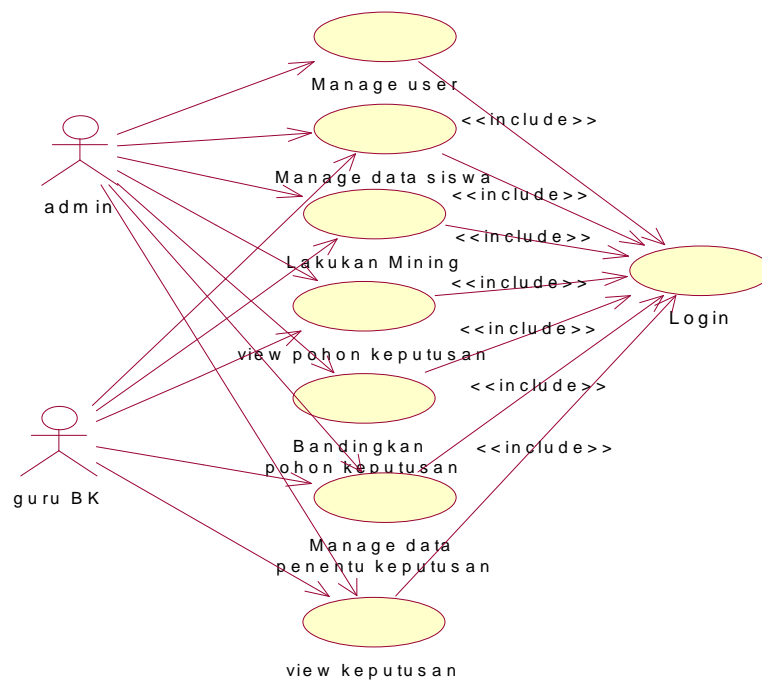 Manage user
<<include>>
Manage data siswa
<<include>>
admin
<<include>>
Lakukan Mining
<<include>>
Login
view pohon keputusan
<<include>>
<<include>>
Bandingkan
pohon keputusan
<<include>>
guru BK
Manage data
penentu keputusan
view keputusan